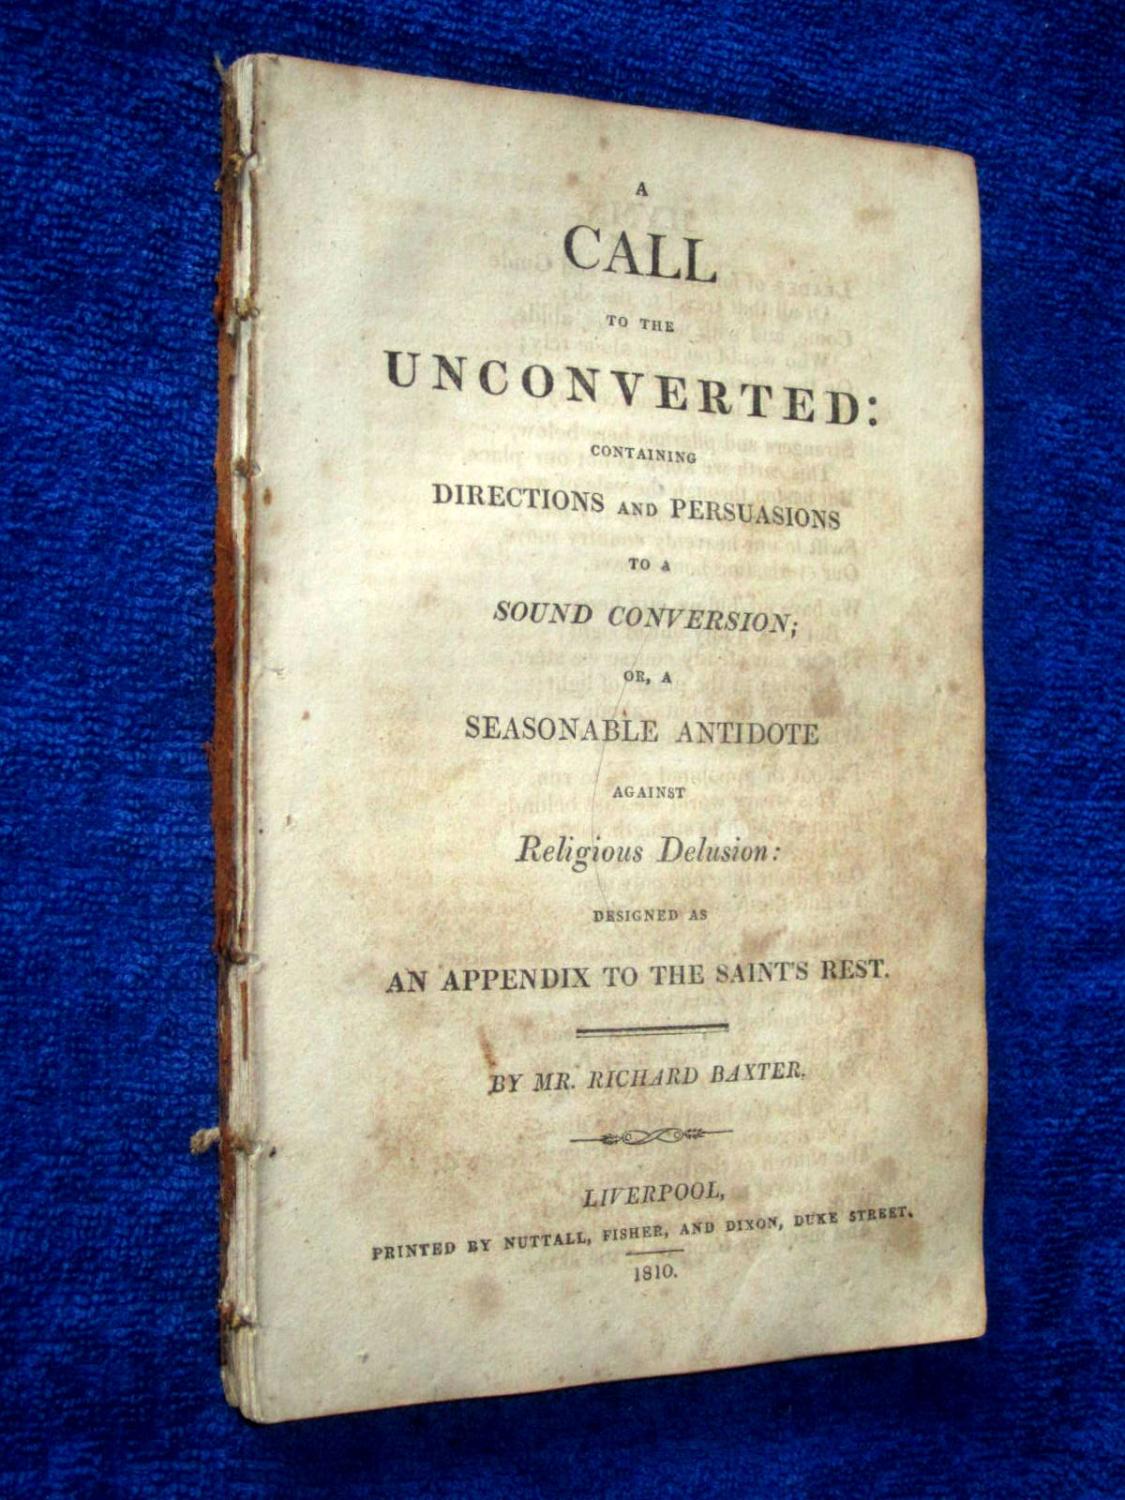 A
CALL
TO THE
UNCONVERTED:
CONTAINING
DIRECTIONS AND PERSUASIONS
TO A
SOUND CONVERSION;
OR, A
SEASONABLE ANTIDOTE
AGAINST
Religious Delusion:
DESIGNED AS
AN APPENDIX TO THE SAINT'S REST.
BY MR. RICHARD BAXTER.
LIVERPOOL,
PRINTED BY NUTTALL, FISHER, AND DIXON, DUKE STREET.
1810.